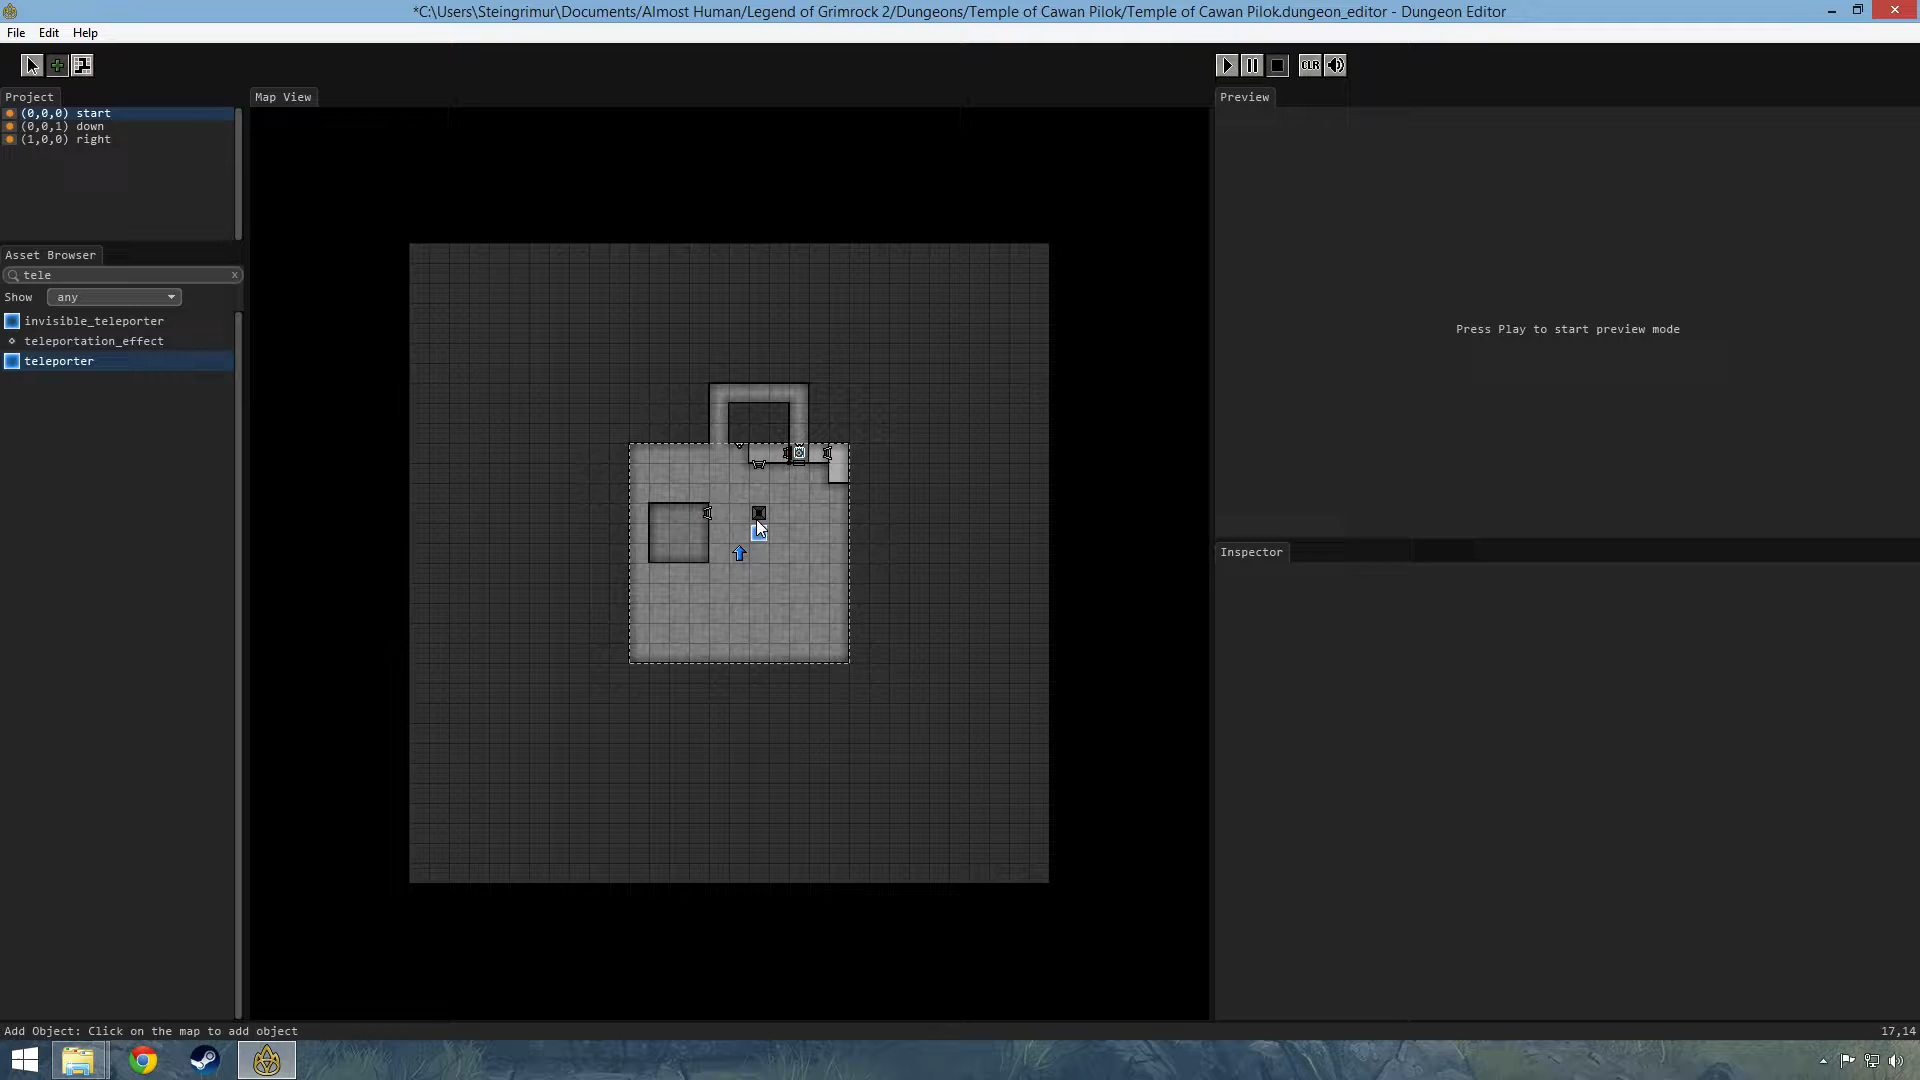 *C:\Users\Steingrimur\Documents/Almost Human/Legend of Grimrock 2/Dungeons/Temple of Cawan Pilok/Temple of Cawan Pilok.dungeon_editor - Dungeon Editor
File Edit Help
CLR
Project
Map View
Preview
(0,0,0) start
(0,0,1) down
(1,0,0) right
Asset Browser
tele
Show any
invisible_teleporter
teleportation_effect
teleporter
Press Play to start preview mode
Inspector
Add Object: Click on the map to add object
17,14